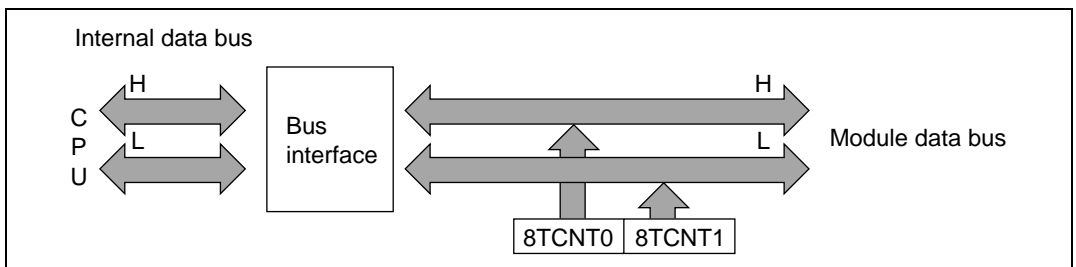 Internal data bus
H
H
C
P
U
L
L
Bus
interface
Module data bus
8TCNT0
8TCNT1